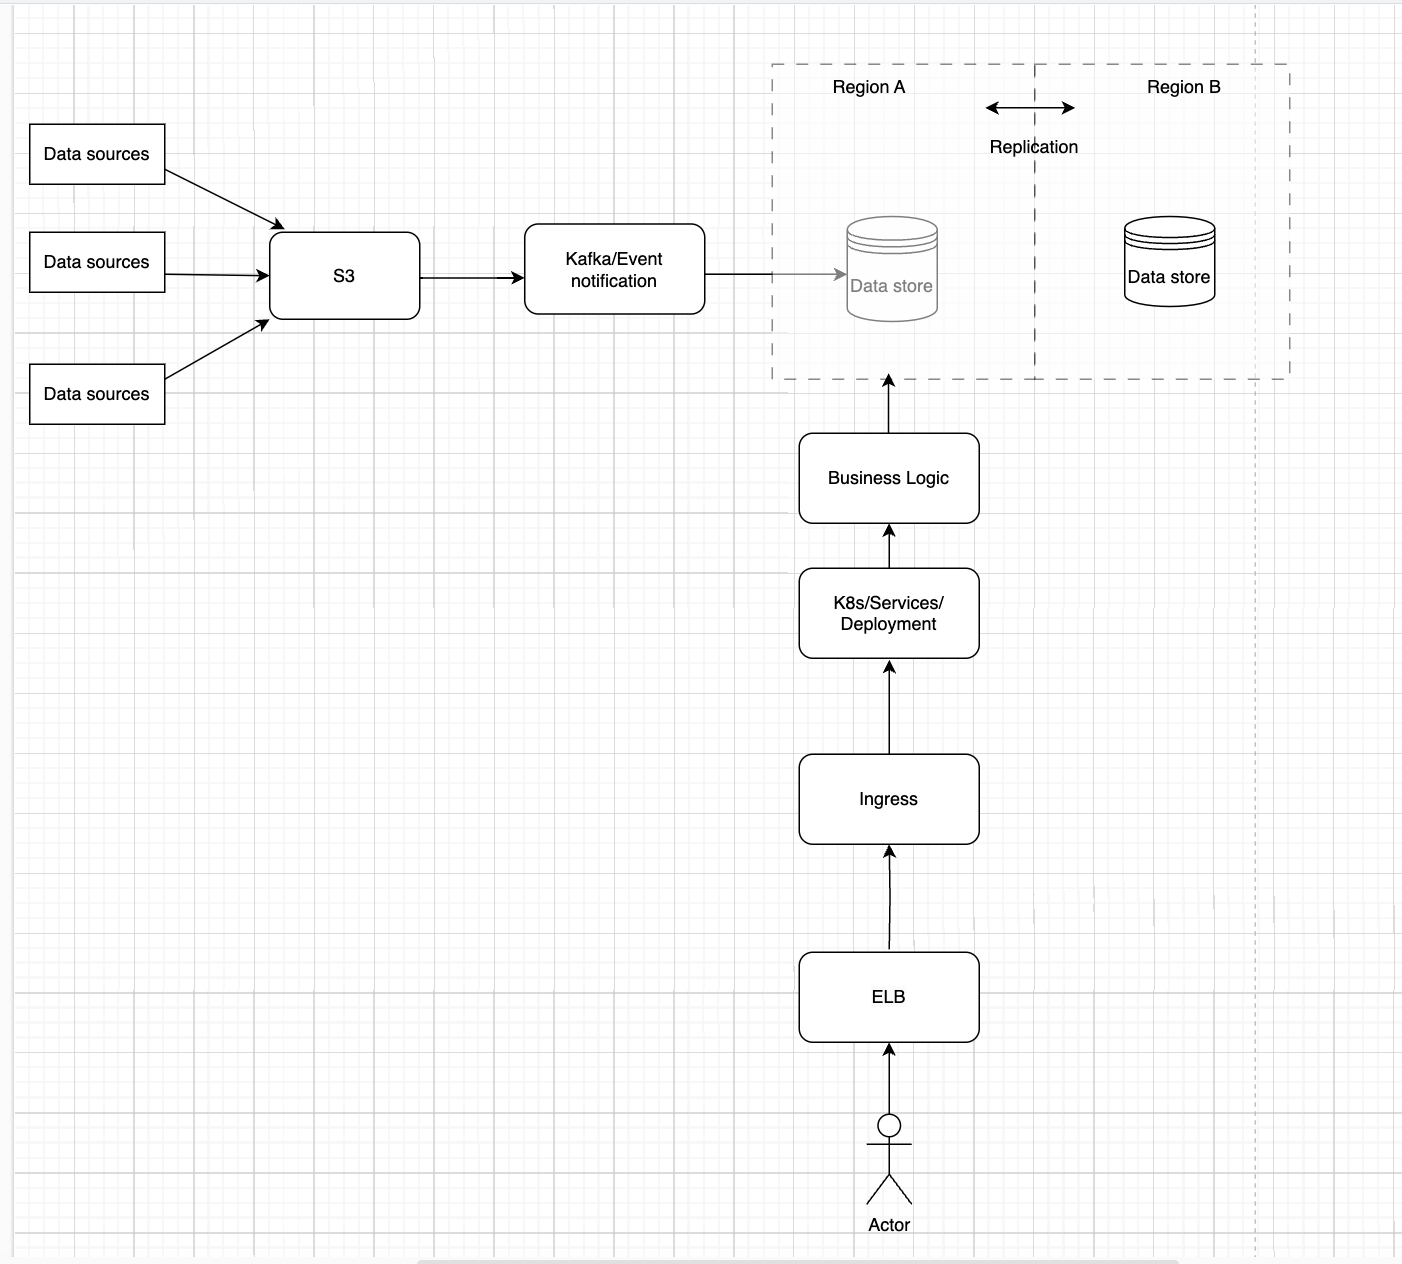 Region A
Region B
Replication
Data sources
Data sources
Data sources
S3
Kafka/Event
notification
Data store
Data store
Business Logic
K8s/Services/
Deployment
Ingress
ELB
Actor